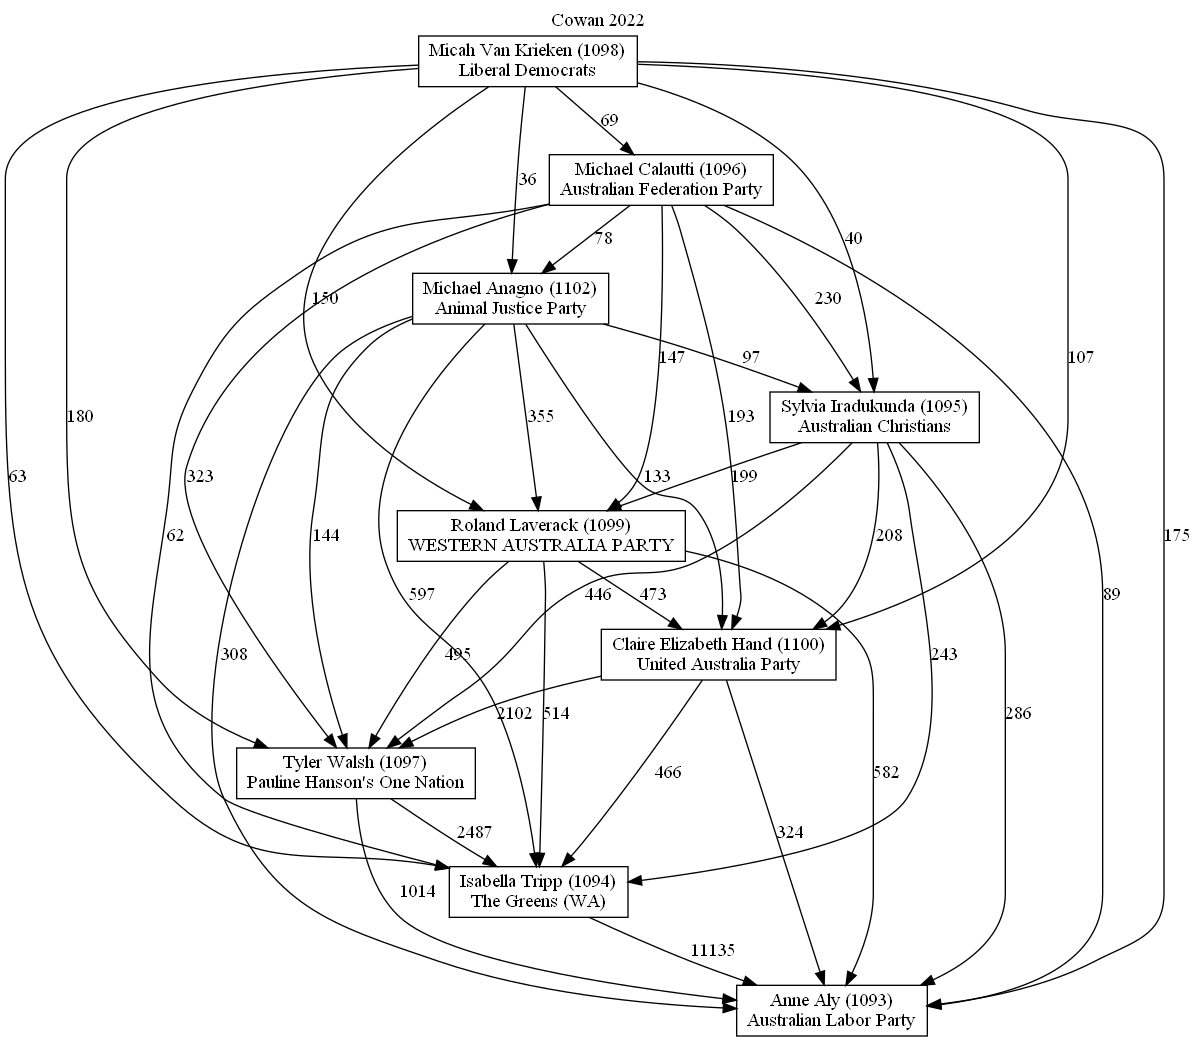 Cowan 2022
Micah Van Krieken (1098)
Liberal Democrats
69
Michael Calautti (1096)
Australian Federation Party
36
78
40
Michael Anagno (1102)
Animal Justice Party
150
230
147
97
107
Sylvia Iradukunda (1095)
Australian Christians
180
355
193
63
323
133
199
Roland Laverack (1099)
WESTERN AUSTRALIA PARTY
62
144
208
175
597
446
473
89
Claire Elizabeth Hand (1100)
United Australia Party
308
495
243
2102
514
286
Tyler Walsh (1097)
Pauline Hanson's One Nation
466
582
2487
324
Isabella Tripp (1094)
The Greens (WA)
1014
11135
Anne Aly (1093)
Australian Labor Party